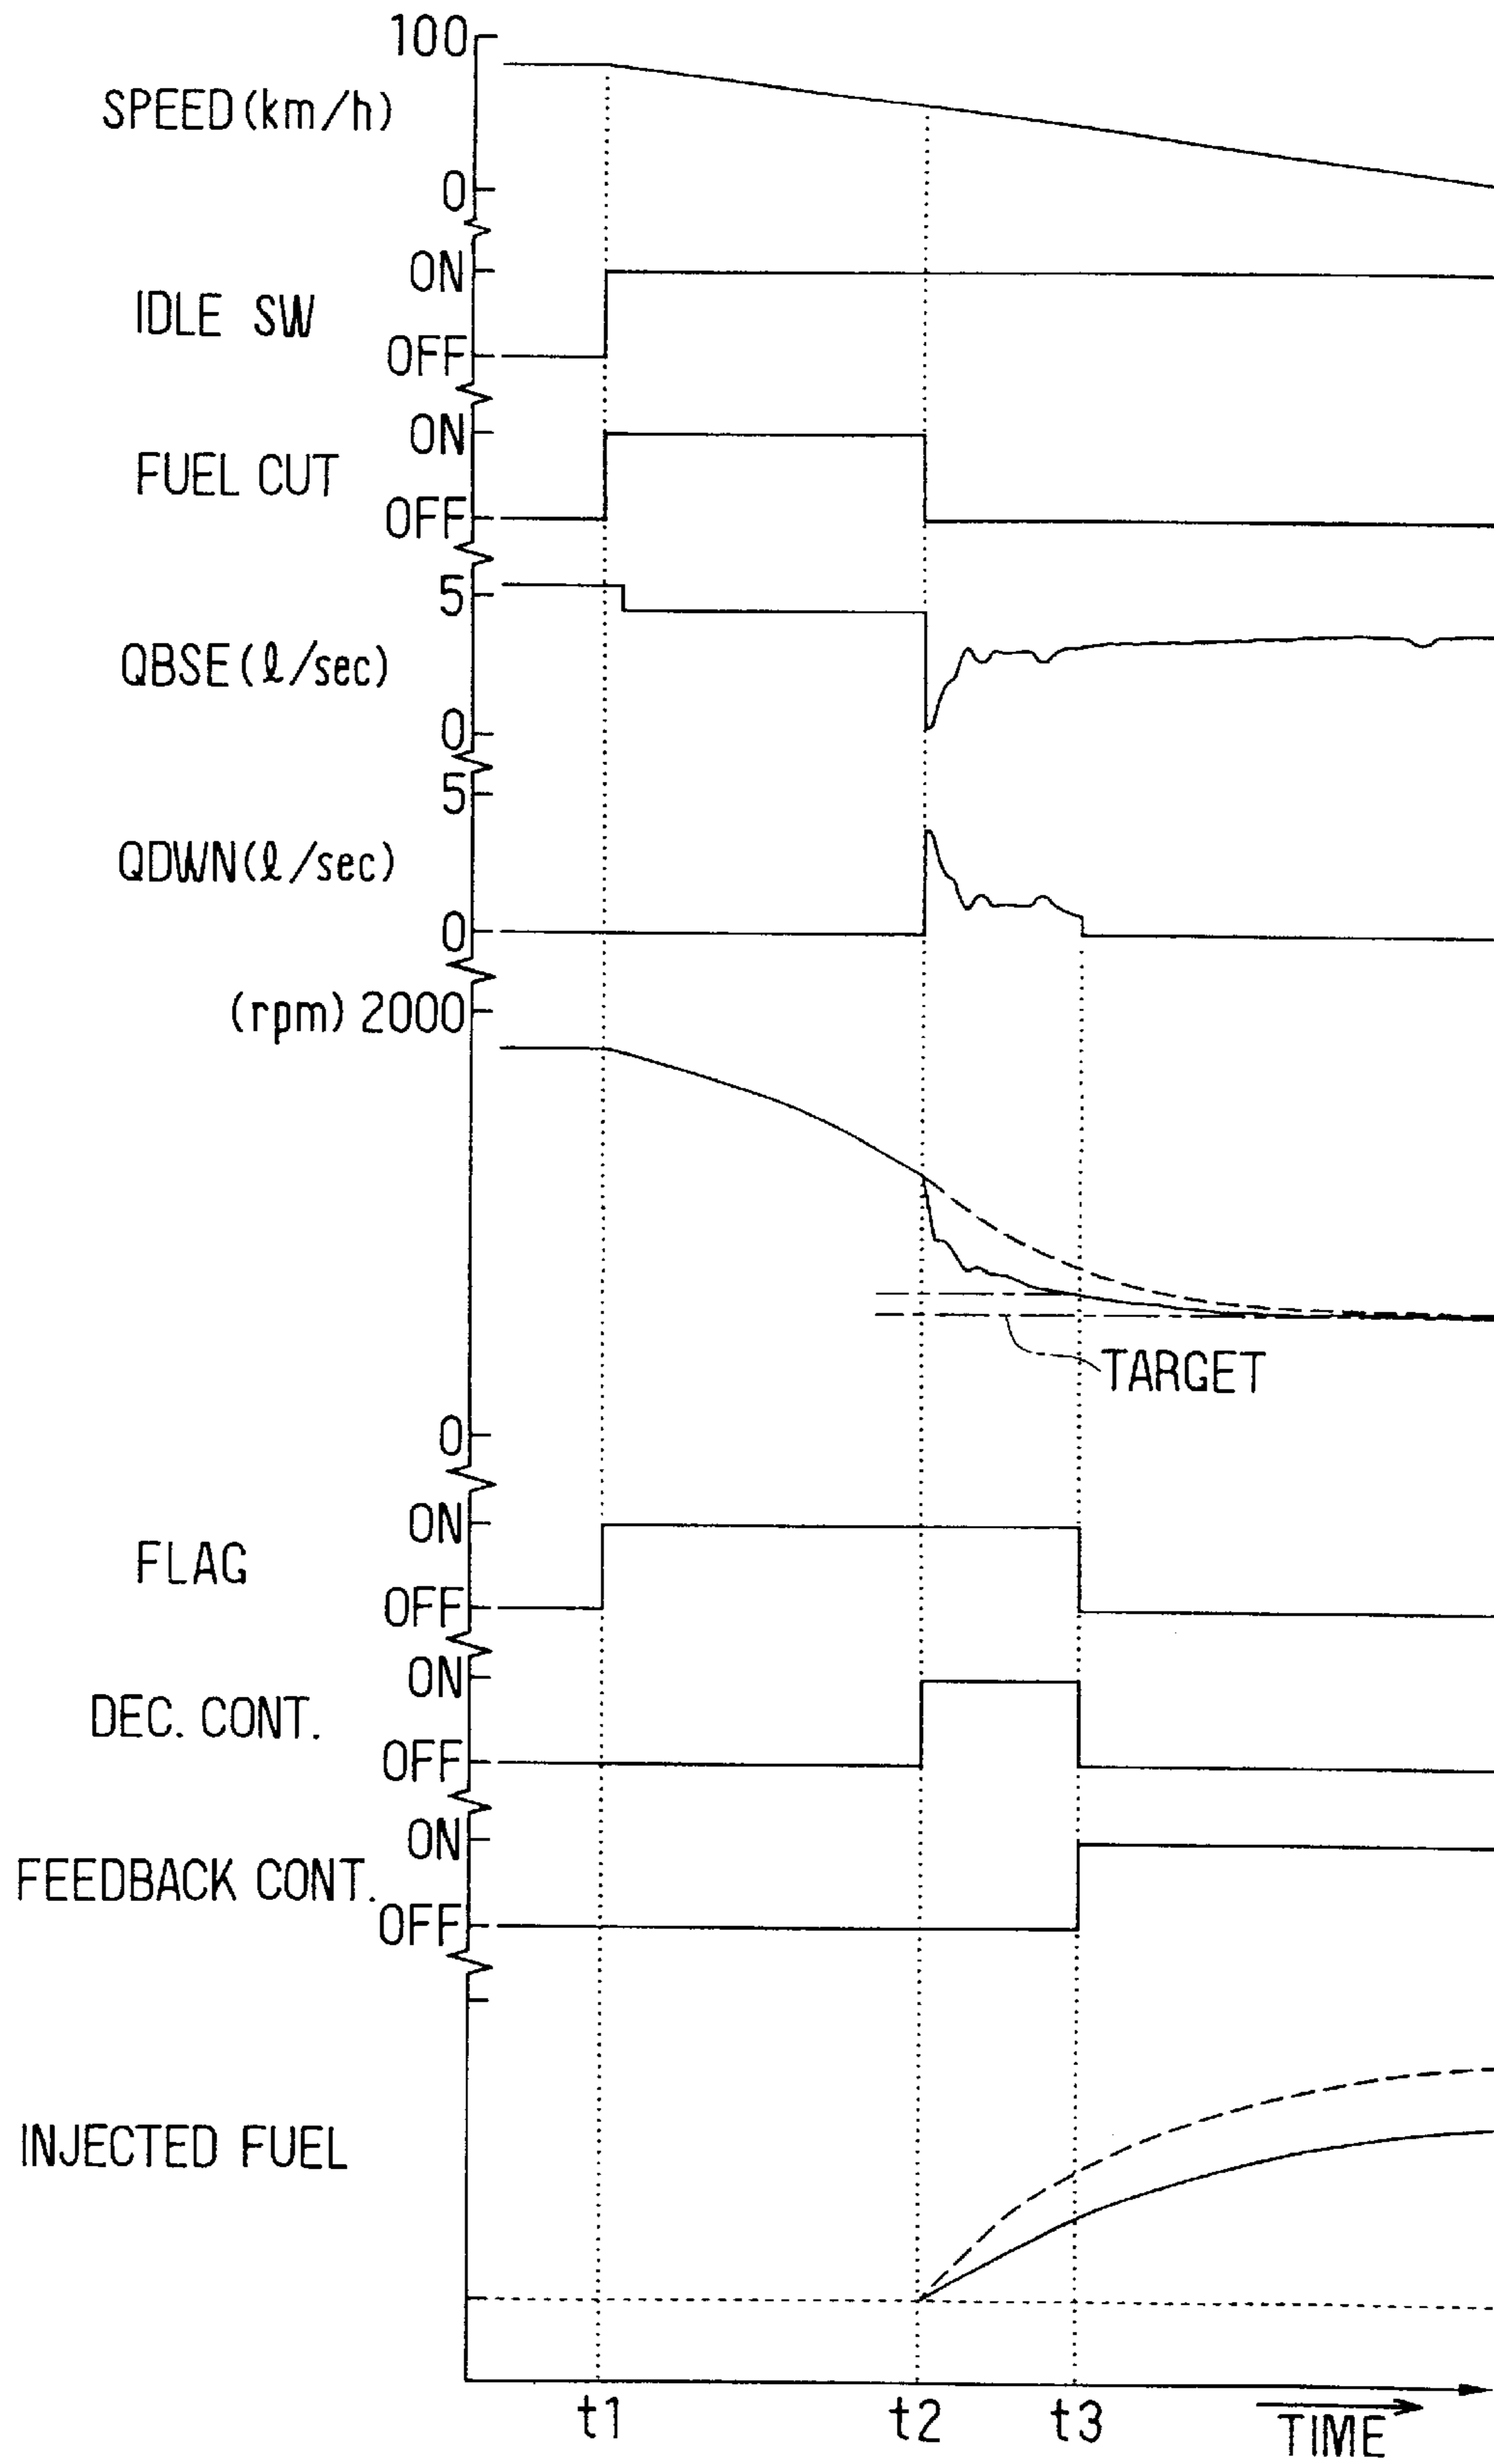 100
SPEED(km/h)
0
ON
IDLE SW
OFF
ON
FUEL CUT
OFF
5
QBSE(ℓ/sec)
0
5
QDWN(ℓ/sec)
0
(rpm) 2000
TARGET
0
ON
FLAG
OFF
ON
DEC. CONT.
OFF
ON
FEEDBACK CONT.
OFF
INJECTED FUEL
t1 t2 t3
TIME